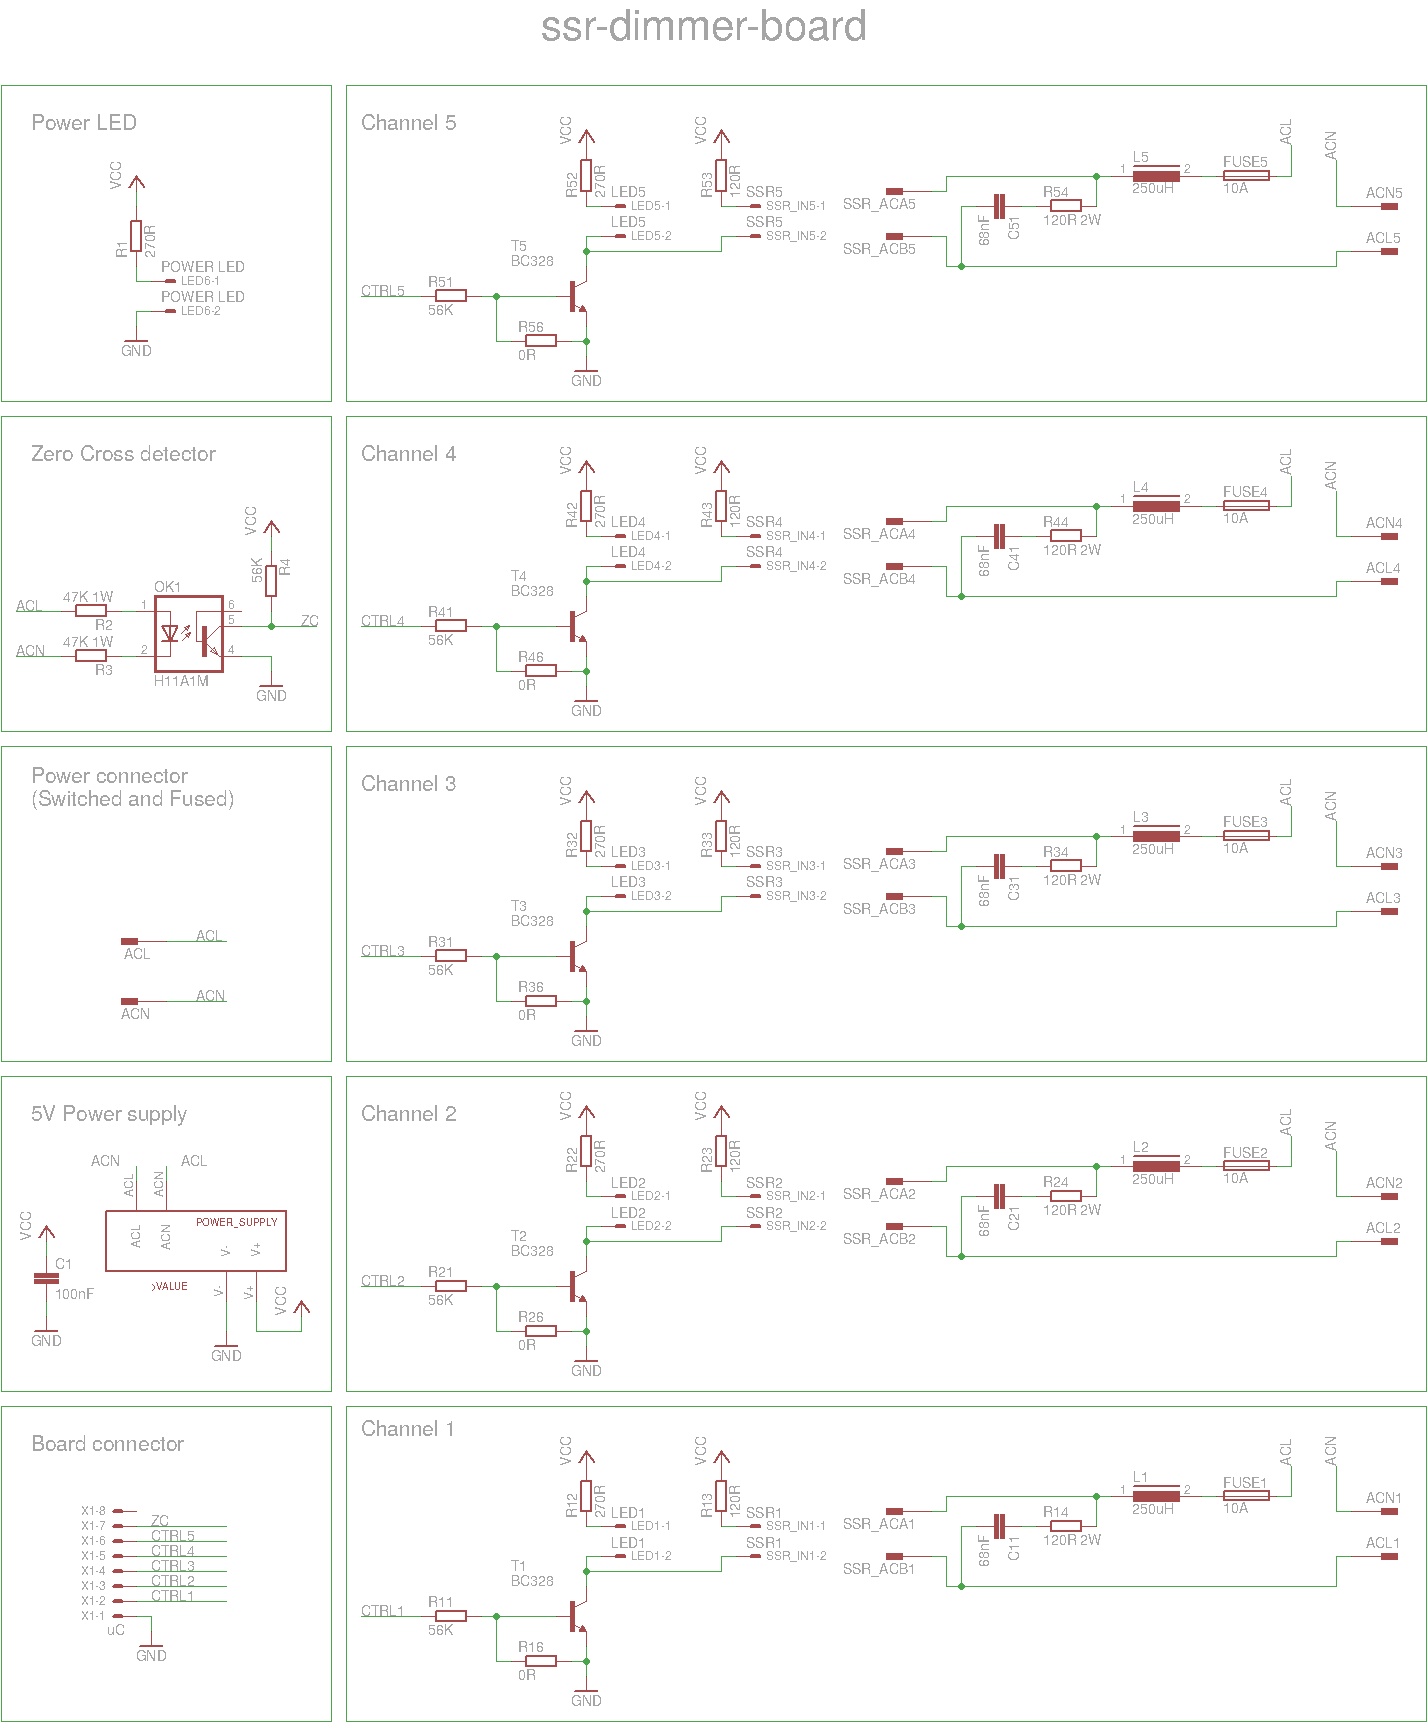 ssr-dimmer-board
Power LED
VCC
R1
270R
POWER LED
LED6-1
POWER LED
LED6-2
GND
Channel 5
VCC
R52
270R
LED5
LED5-1
LED5
LED5-2
VCC
R53
120R
SSR5
SSR_IN5-1
SSR5
SSR_IN5-2
T5
BC328
CTRL5
R51
56K
R56
0R
GND
SSR_ACA5
SSR_ACB5
68nF
C51
R54
120R 2W
L5
1
2
250uH
FUSE5
10A
ACL
ACN
ACN5
ACL5
Zero Cross detector
VCC
56K
R4
OK1
ACL
47K 1W
R2
1
6
5
ZC
ACN
47K 1W
R3
2
4
H11A1M
GND
Channel 4
VCC
R42
270R
LED4
LED4-1
LED4
LED4-2
VCC
R43
120R
SSR4
SSR_IN4-1
SSR4
SSR_IN4-2
T4
BC328
CTRL4
R41
56K
R46
0R
GND
SSR_ACA4
SSR_ACB4
68nF
C41
R44
120R 2W
L4
1
2
250uH
FUSE4
10A
ACL
ACN
ACN4
ACL4
Power connector
(Switched and Fused)
ACL
ACL
ACN
ACN
Channel 3
VCC
R32
270R
LED3
LED3-1
LED3
LED3-2
VCC
R33
120R
SSR3
SSR_IN3-1
SSR3
SSR_IN3-2
T3
BC328
CTRL3
R31
56K
R36
0R
GND
SSR_ACA3
SSR_ACB3
68nF
C31
R34
120R 2W
L3
1
2
250uH
FUSE3
10A
ACL
ACN
ACN3
ACL3
5V Power supply
ACN
ACL
ACL
ACN
POWER_SUPPLY
ACL
ACN
V-
V+
>VALUE
V-
V+
VCC
C1
100nF
GND
VCC
GND
Channel 2
VCC
R22
270R
LED2
LED2-1
LED2
LED2-2
VCC
R23
120R
SSR2
SSR_IN2-1
SSR2
SSR_IN2-2
T2
BC328
CTRL2
R21
56K
R26
0R
GND
SSR_ACA2
SSR_ACB2
68nF
C21
R24
120R 2W
L2
1
2
250uH
FUSE2
10A
ACL
ACN
ACN2
ACL2
Board connector
X1-8
X1-7 ZC
X1-6 CTRL5
X1-5 CTRL4
X1-4 CTRL3
X1-3 CTRL2
X1-2 CTRL1
X1-1
uC
GND
Channel 1
VCC
R12
270R
LED1
LED1-1
LED1
LED1-2
VCC
R13
120R
SSR1
SSR_IN1-1
SSR1
SSR_IN1-2
T1
BC328
CTRL1
R11
56K
R16
0R
GND
SSR_ACA1
SSR_ACB1
68nF
C11
R14
120R 2W
L1
1
2
250uH
FUSE1
10A
ACL
ACN
ACN1
ACL1